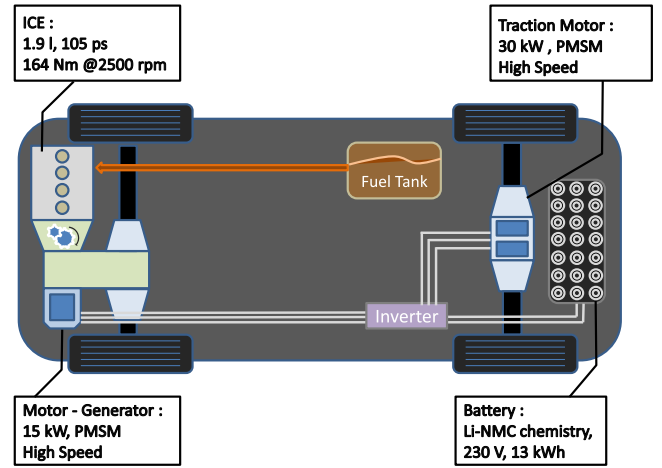 ICE :
1.9 l, 105 ps
164 Nm @2500 rpm
Traction Motor :
30 kW , PMSM
High Speed
Fuel Tank
Inverter
Motor - Generator :
15 kW, PMSM
High Speed
Battery :
Li-NMC chemistry,
230 V, 13 kWh